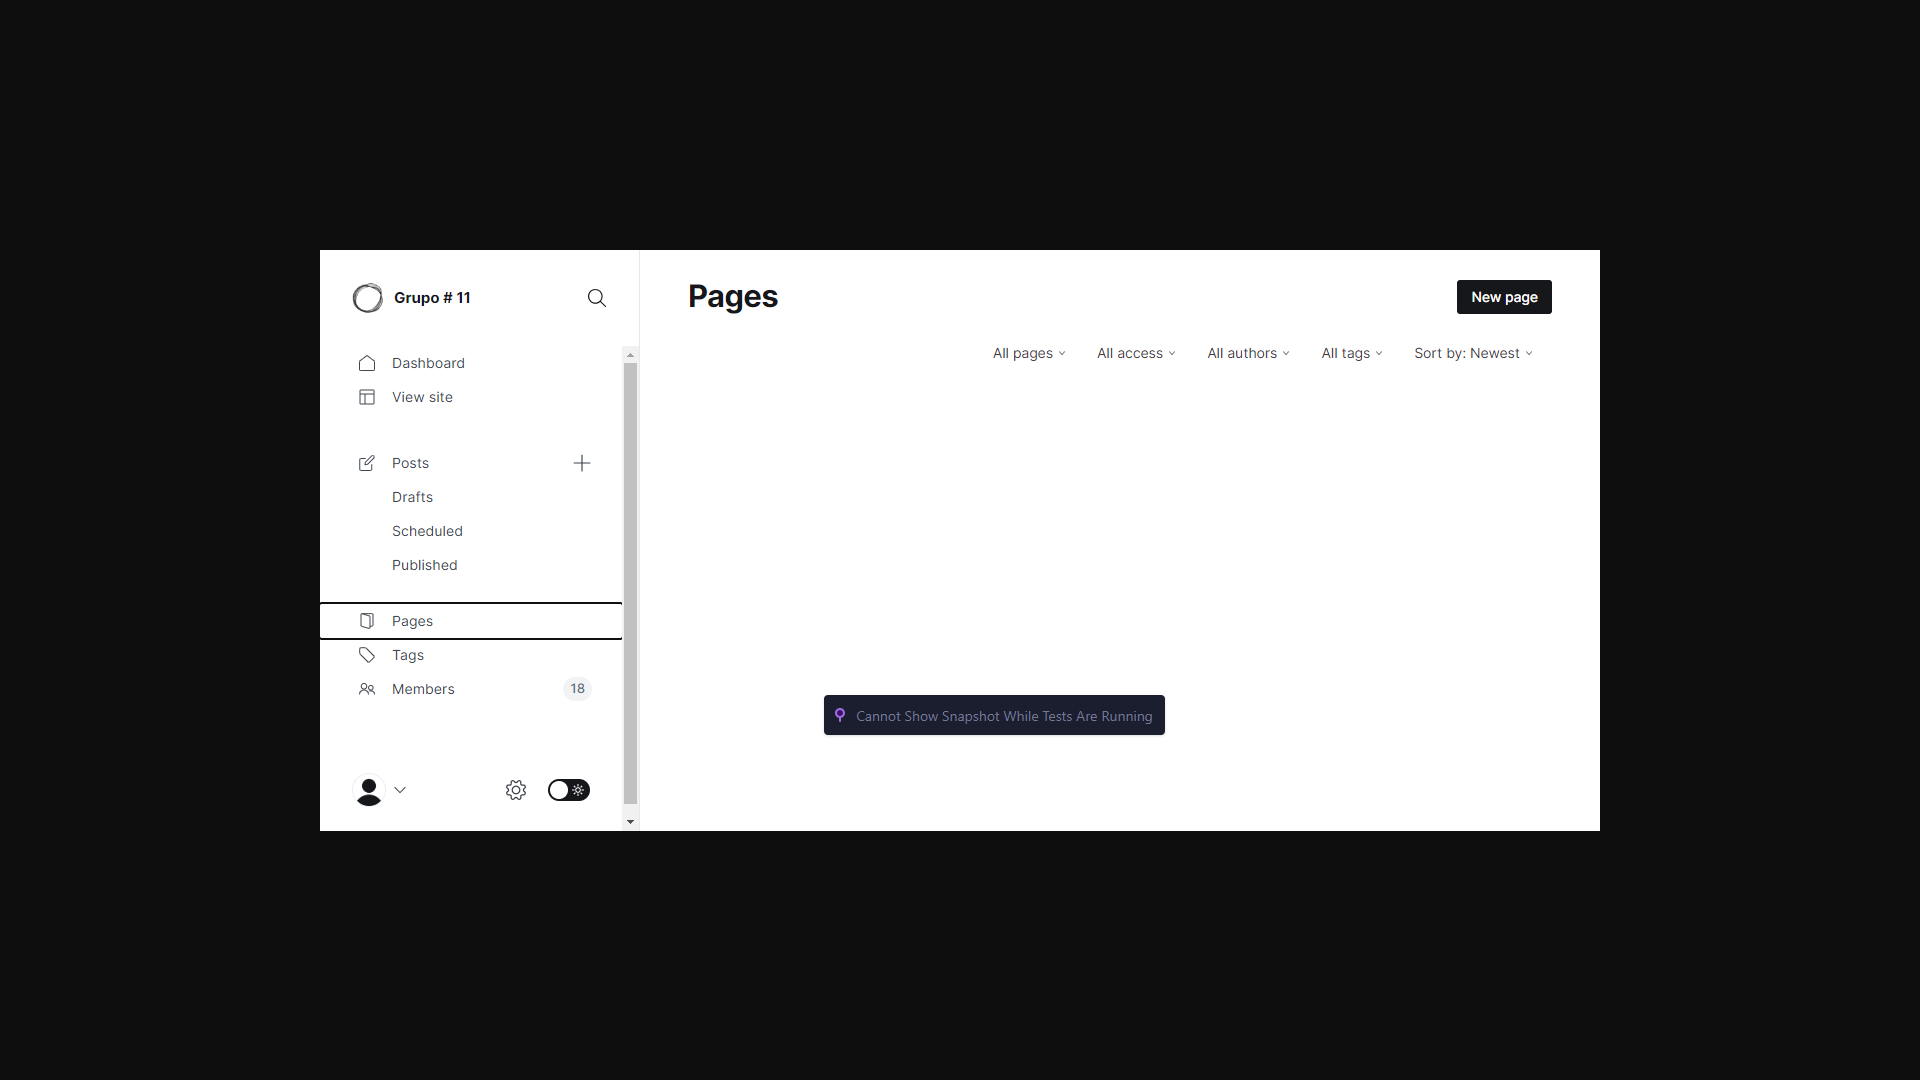 Grupo # 11
Dashboard
View site
Posts
Drafts
Scheduled
Published
Pages
Tags
Members 18
Pages
New page
All pages All access All authors All tags Sort by: Newest
Cannot Show Snapshot While Tests Are Running